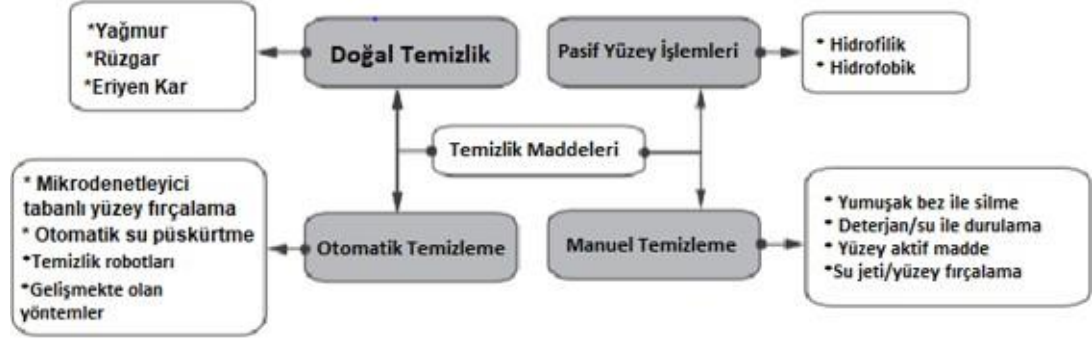 *Yağmur
*Rüzgar
*Eriyen Kar
Doğal Temizlik
Pasif Yüzey İşlemleri
* Hidrofilik
* Hidrofobik
Temizlik Maddeleri
* Mikrodenetleyici
tabanlı yüzey fırçalama
* Otomatik su püskürtme
*Temizlik robotları
*Gelişmekte olan
yöntemler
Otomatik Temizleme
Manuel Temizleme
* Yumuşak bez ile silme
* Deterjan/su ile durulama
* Yüzey aktif madde
*Su jeti/yüzey fırçalama